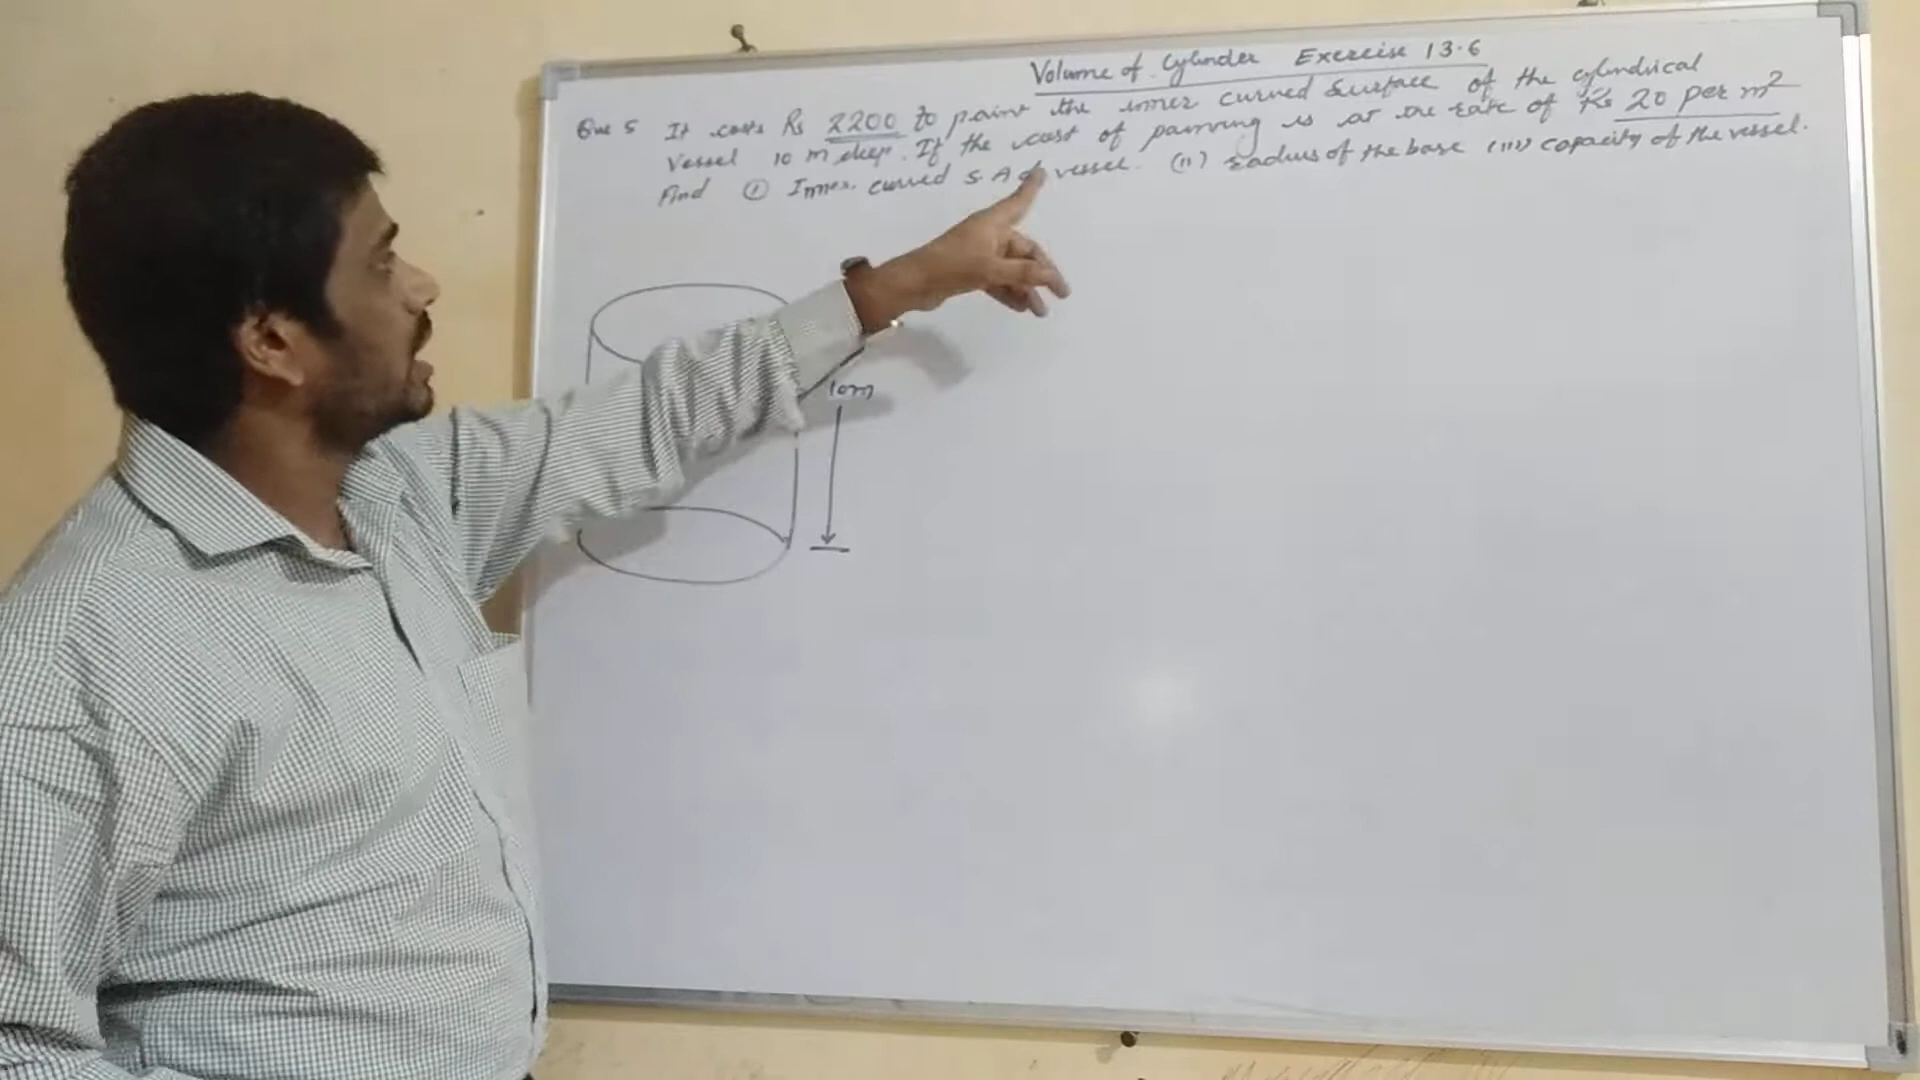 Volume of Cylinder Exercise 13.6
Que 5 It costs Rs 2200 to paint the inner curved Surface of the cylindrical
Vessel 10 m deep. If the cost of painting is at the rate of Rs 20 per m²
Find (i) Inner curved S.A of vessel. (ii) radius of the base (iii) capacity of the vessel.
10m